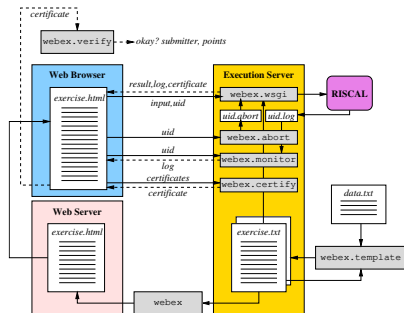 certificate
webex.verify
okay? submitter, points
Web Browser
exercise.html
result,log,certificate
input,uid
uid
uid
log
certificates
certificate
Execution Server
webex.wsgi
uid.abort
uid.log
webex.abort
webex.monitor
webex.certify
RISCAL
Web Server
exercise.html
exercise.txt
data.txt
webex.template
webex